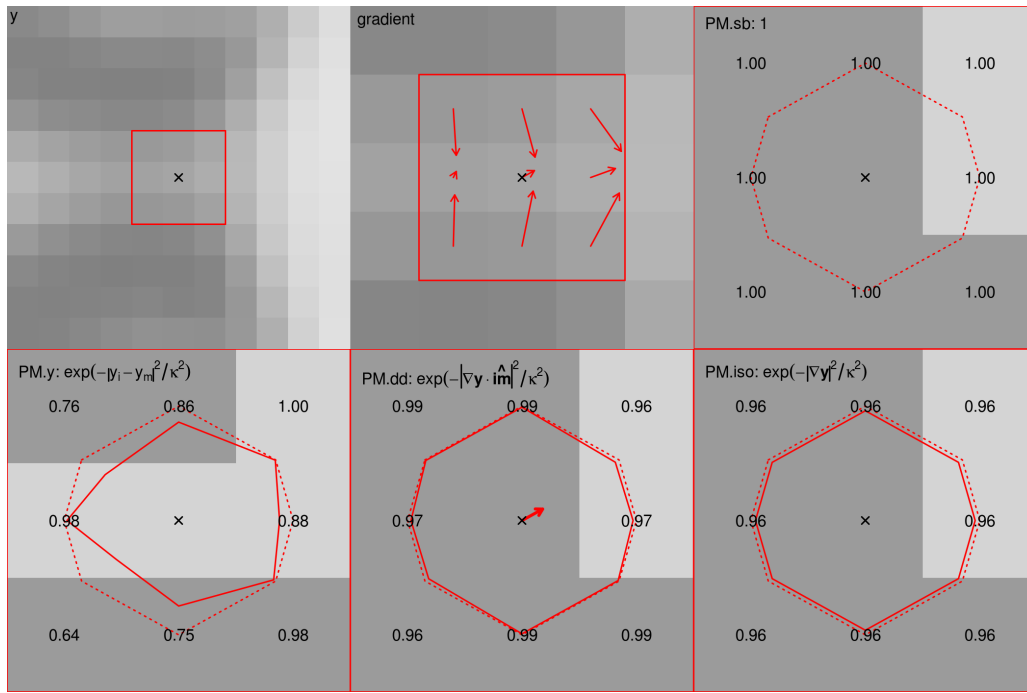 y
gradient
PM.sb: 1
1.00 1.00 1.00
1.00 1.00
1.00 1.00 1.00
PM.y: exp(−|yᵢ − yₘ|²/κ²)
0.76 0.86 1.00
0.98 0.88
0.64 0.75 0.98
PM.dd: exp(−|∇y · im̂|²/κ²)
0.99 0.99 0.96
0.97 0.97
0.96 0.99 0.99
PM.iso: exp(−|∇y|²/κ²)
0.96 0.96 0.96
0.96 0.96
0.96 0.96 0.96